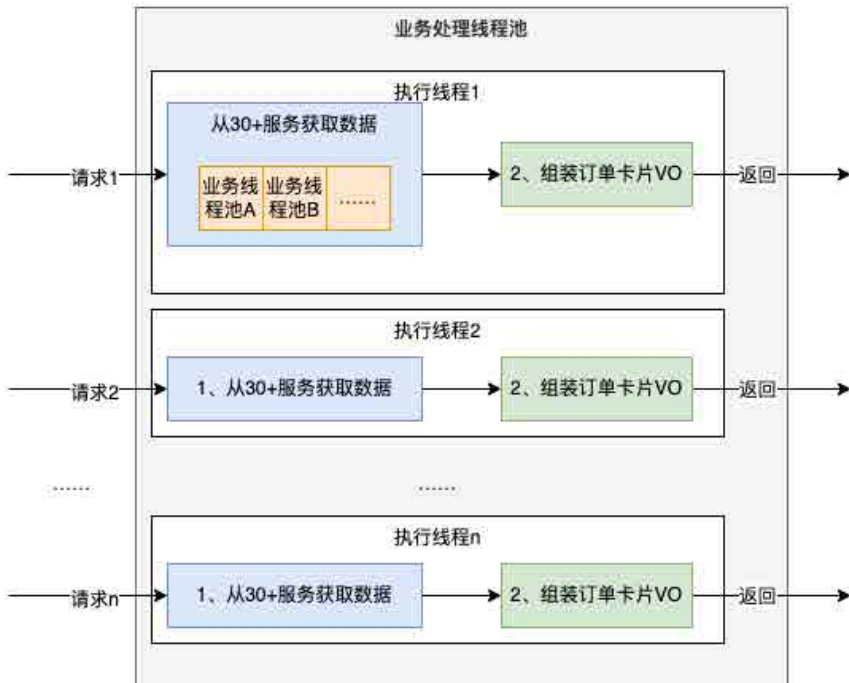 业务处理线程池
执行线程1
从30+服务获取数据
业务线
程池A
业务线
程池B
......
请求1
2、组装订单卡片VO
返回
执行线程2
请求2
1、从30+服务获取数据
2、组装订单卡片VO
返回
......
......
执行线程n
请求n
1、从30+服务获取数据
2、组装订单卡片VO
返回